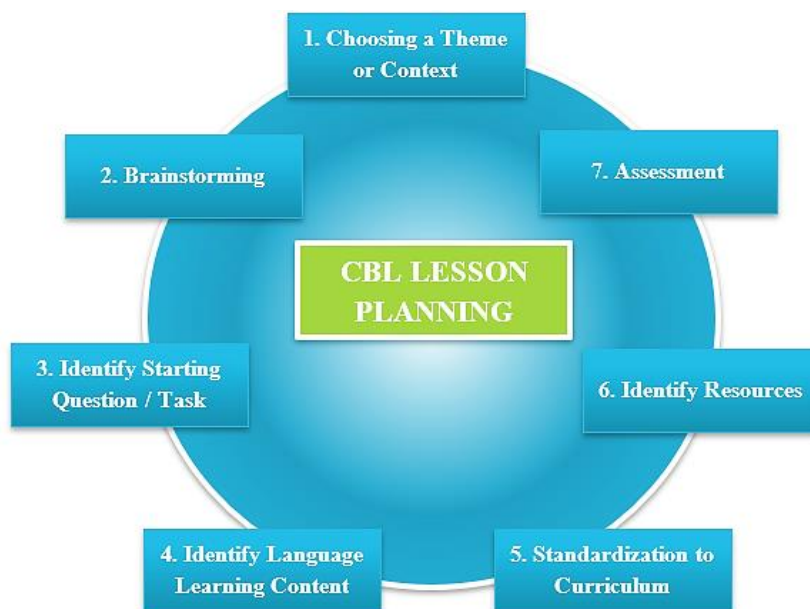 1. Choosing a Theme
or Context
2. Brainstorming
7. Assessment
CBL LESSON
PLANNING
3. Identify Starting
Question / Task
6. Identify Resources
4. Identify Language
Learning Content
5. Standardization to
Curriculum